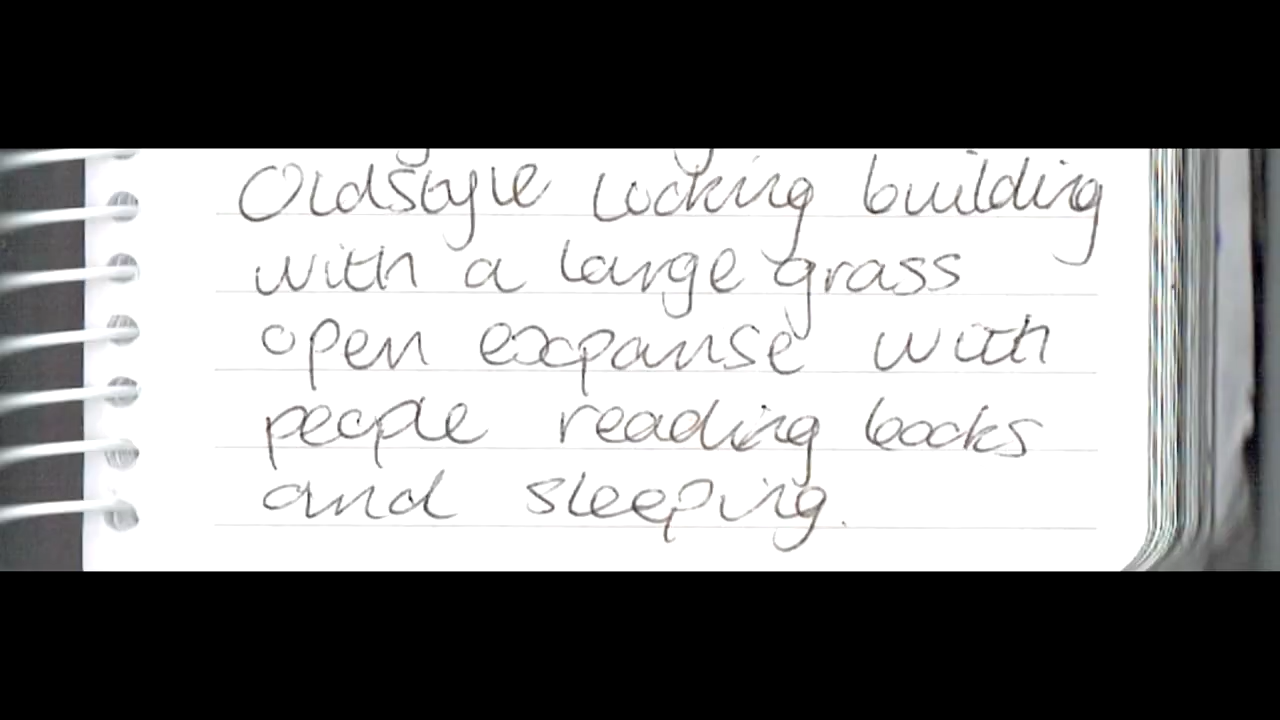 Oldstyle looking building
with a large grass
open expanse with
people reading books
and sleeping.